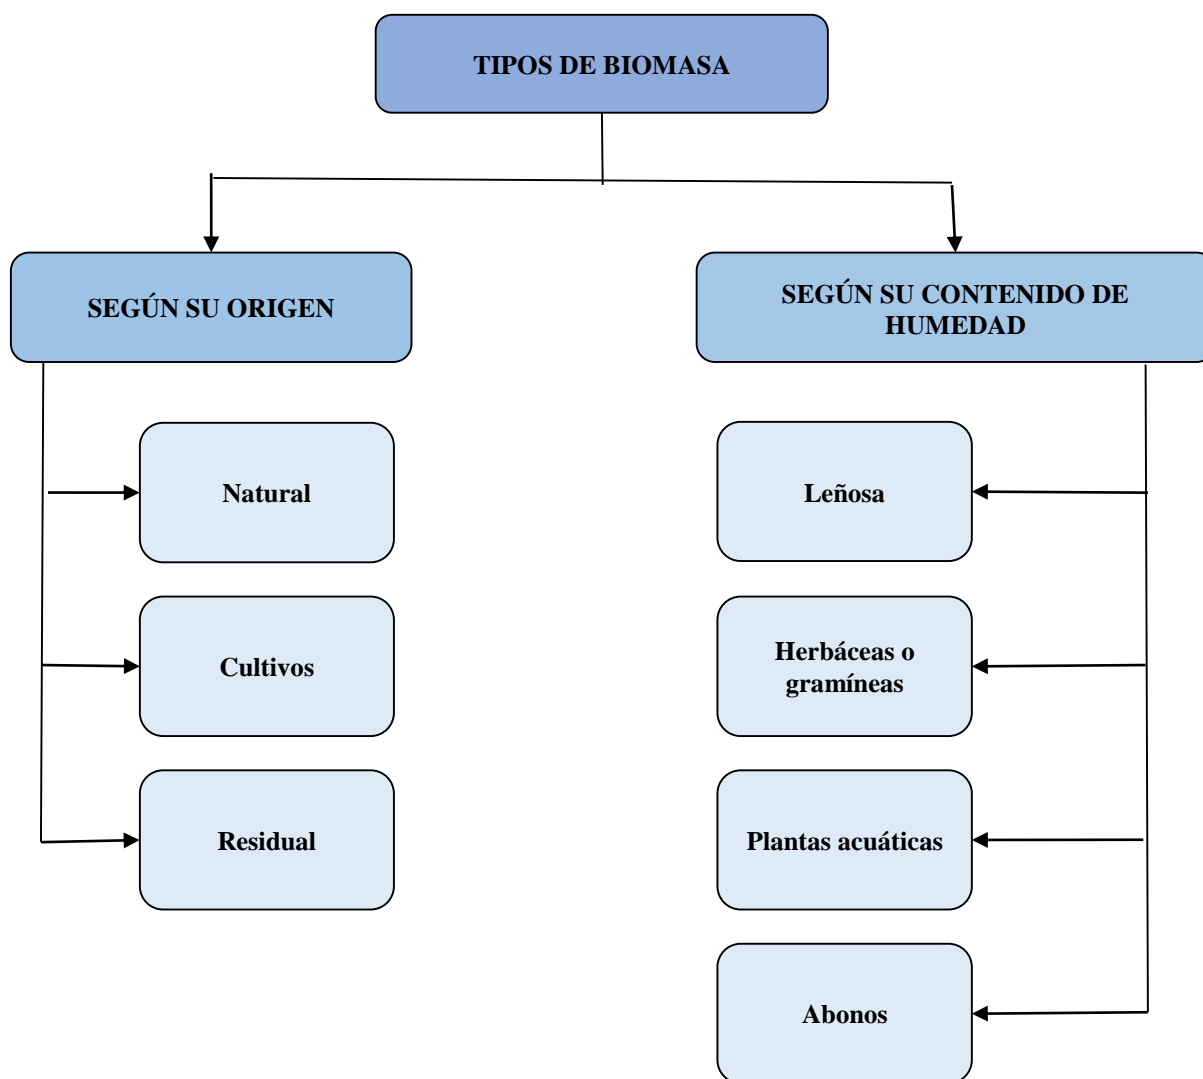 TIPOS DE BIOMASA
SEGÚN SU ORIGEN
Natural
Cultivos
Residual
SEGÚN SU CONTENIDO DE
HUMEDAD
Leñosa
Herbáceas o
gramíneas
Plantas acuáticas
Abonos